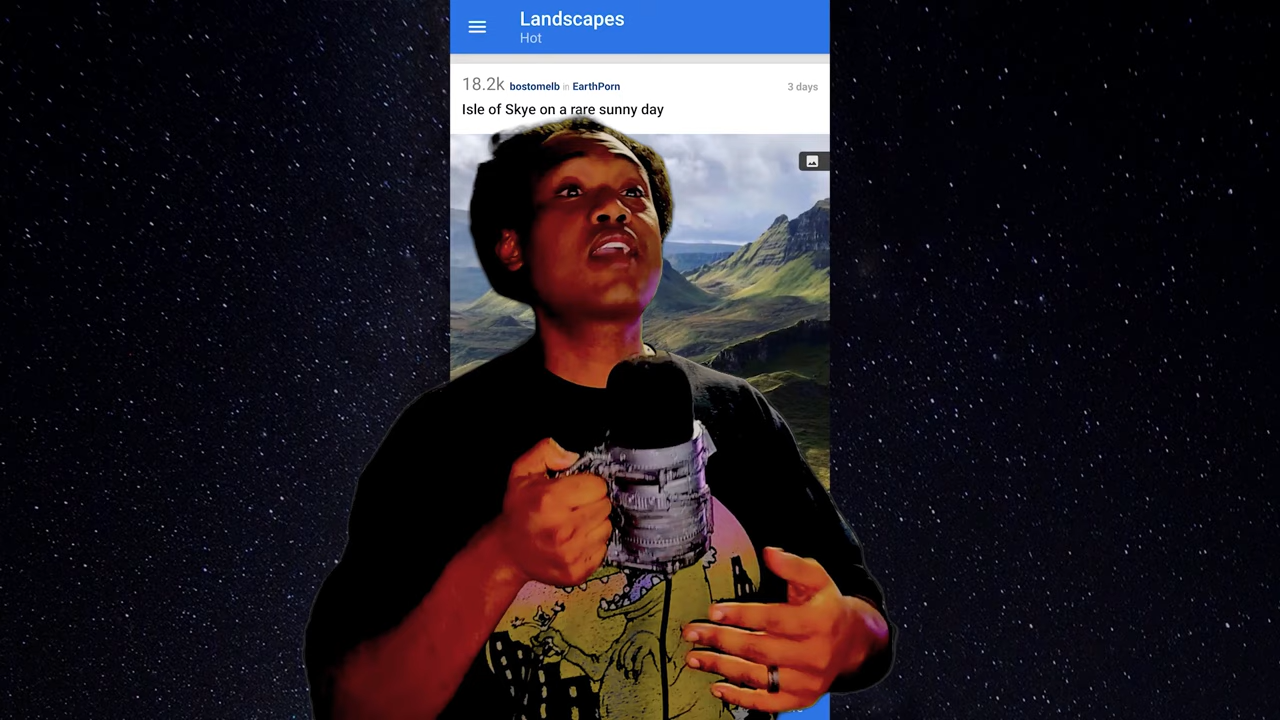 Landscapes
Hot
18.2k bostomelb in EarthPorn 3 days
Isle of Skye on a rare sunny day